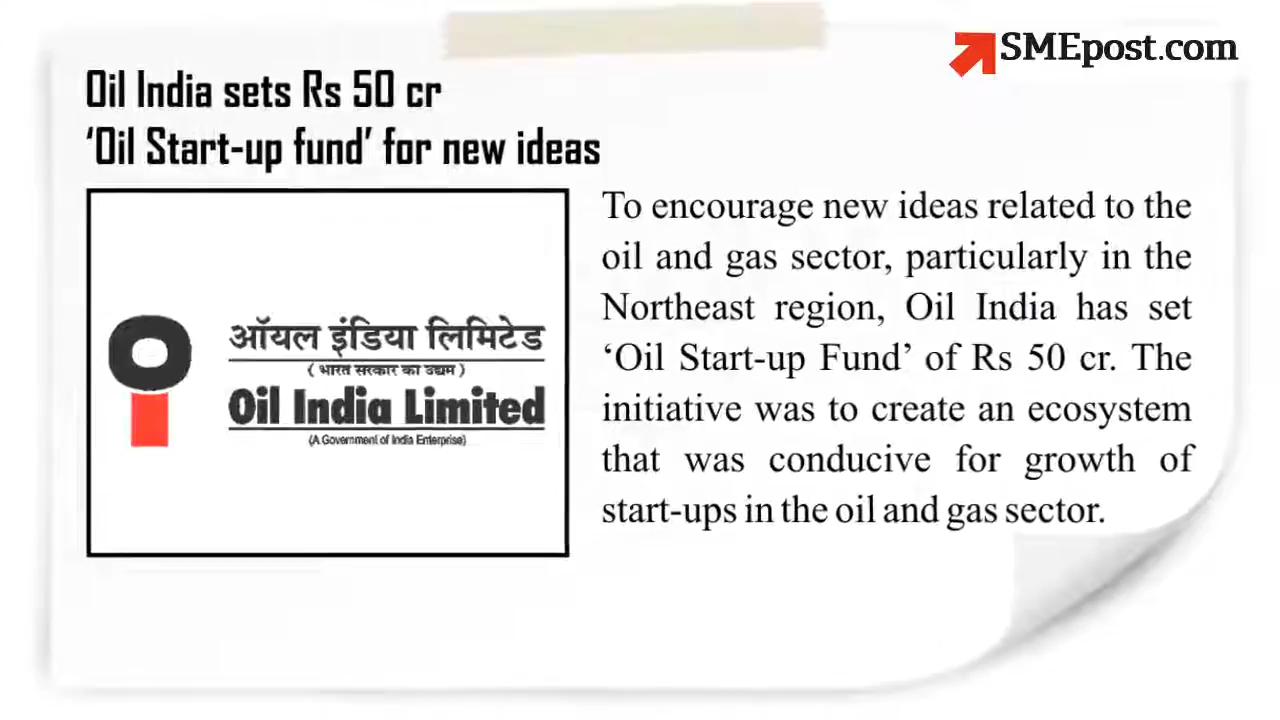 SMEpost.com
Oil India sets Rs 50 cr
‘Oil Start-up fund’ for new ideas
ऑयल इंडिया लिमिटेड
( भारत सरकार का उद्यम )
Oil India Limited
(A Government of India Enterprise)
To encourage new ideas related to the
oil and gas sector, particularly in the
Northeast region, Oil India has set
‘Oil Start-up Fund’ of Rs 50 cr. The
initiative was to create an ecosystem
that was conducive for growth of
start-ups in the oil and gas sector.